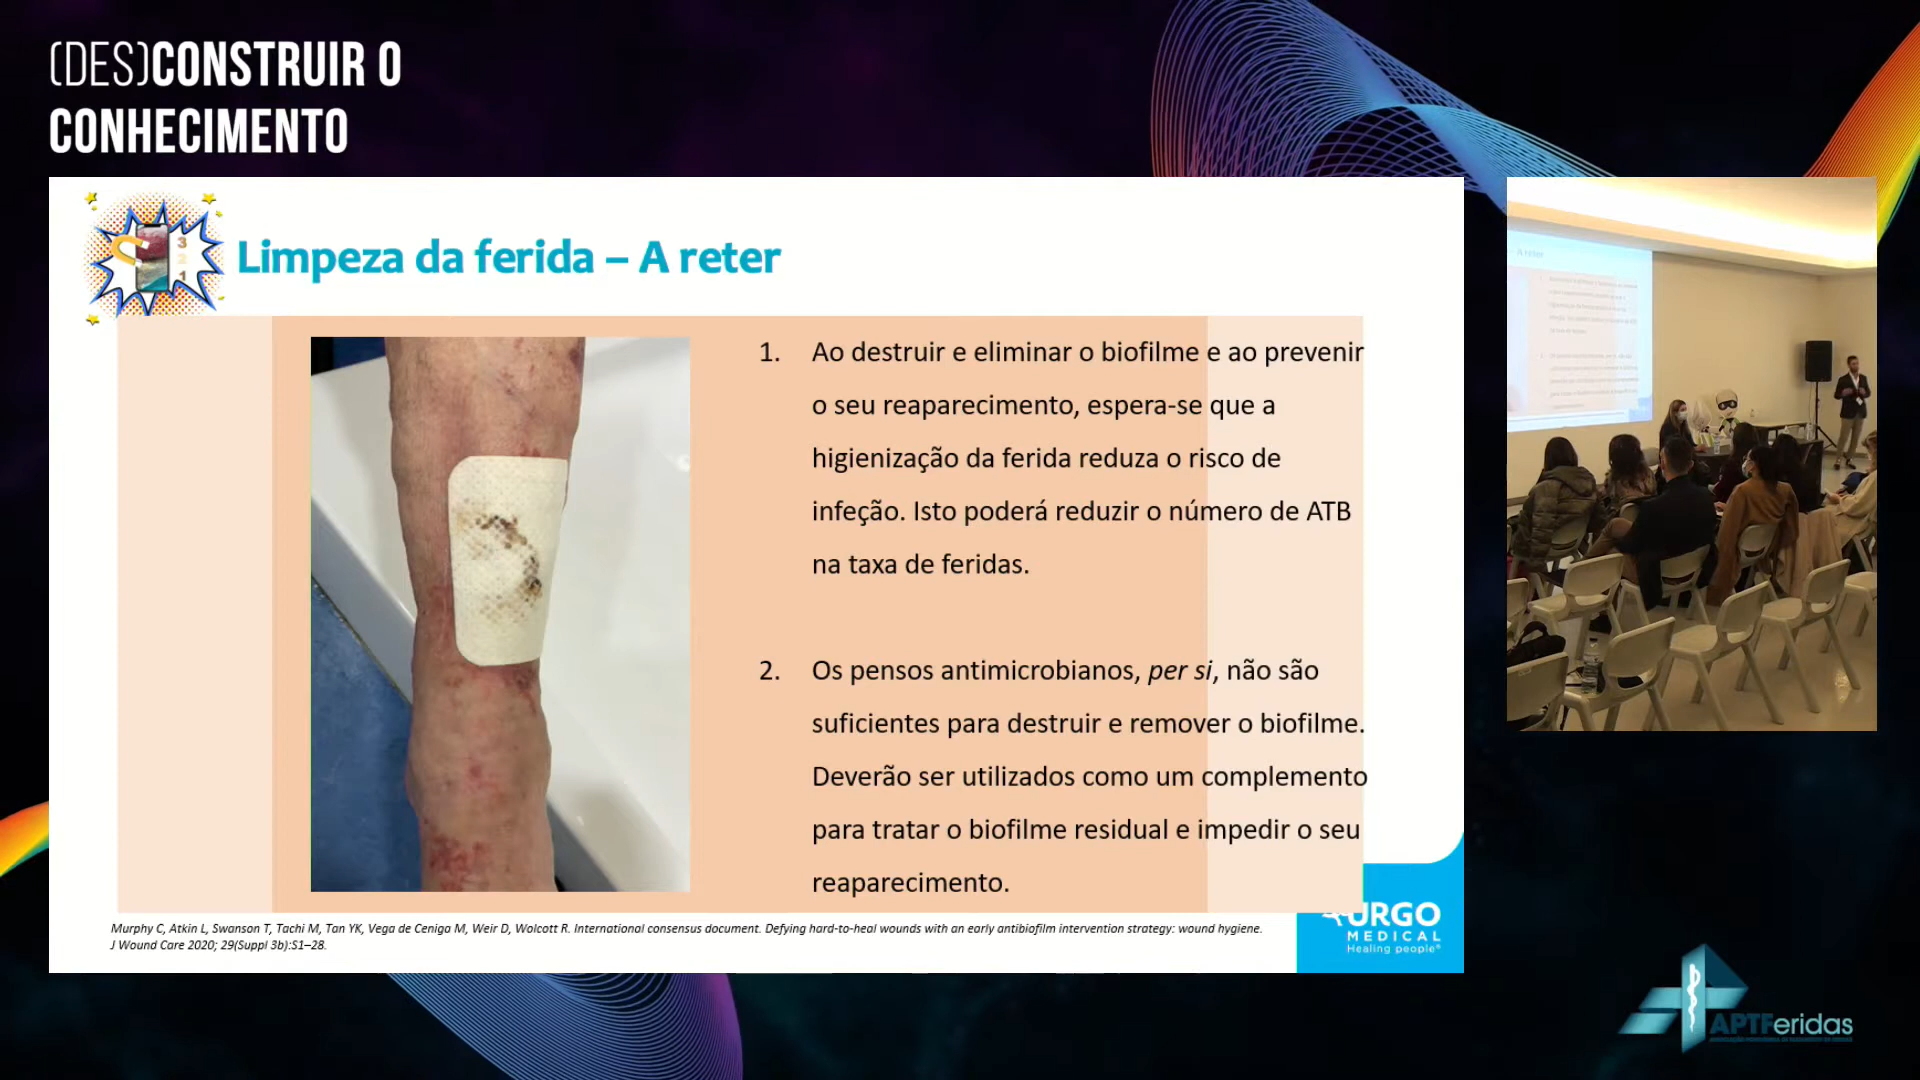 (DES)CONSTRUIR O
CONHECIMENTO
3
2
1
Limpeza da ferida – A reter
1. Ao destruir e eliminar o biofilme e ao prevenir
o seu reaparecimento, espera-se que a
higienização da ferida reduza o risco de
infeção. Isto poderá reduzir o número de ATB
na taxa de feridas.
2. Os pensos antimicrobianos, per si, não são
suficientes para destruir e remover o biofilme.
Deverão ser utilizados como um complemento
para tratar o biofilme residual e impedir o seu
reaparecimento.
Murphy C, Atkin L, Swanson T, Tachi M, Tan YK, Vega de Ceniga M, Weir D, Wolcott R. International consensus document. Defying hard-to-heal wounds with an early antibiofilm intervention strategy: wound hygiene.
J Wound Care 2020; 29(Suppl 3b):S1–28.
URGO
MEDICAL
Healing people®
A reter
APTFeridas